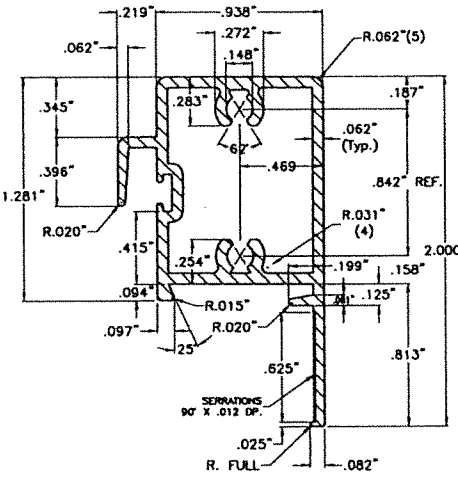 .219"
.938"
.062"
.272"
.148"
R.062"(5)
.345"
.283"
.187"
62°
.062"
(Typ.)
.396"
.469
1.281"
.842" REF.
R.020"
R.031"
(4)
2.000
.415"
.254"
.199"
.158"
.094"
R.015"
.125"
.097"
R.020"
25°
.813"
.625"
SERRATIONS
90° X .012 DP.
.025"
R. FULL
.082"